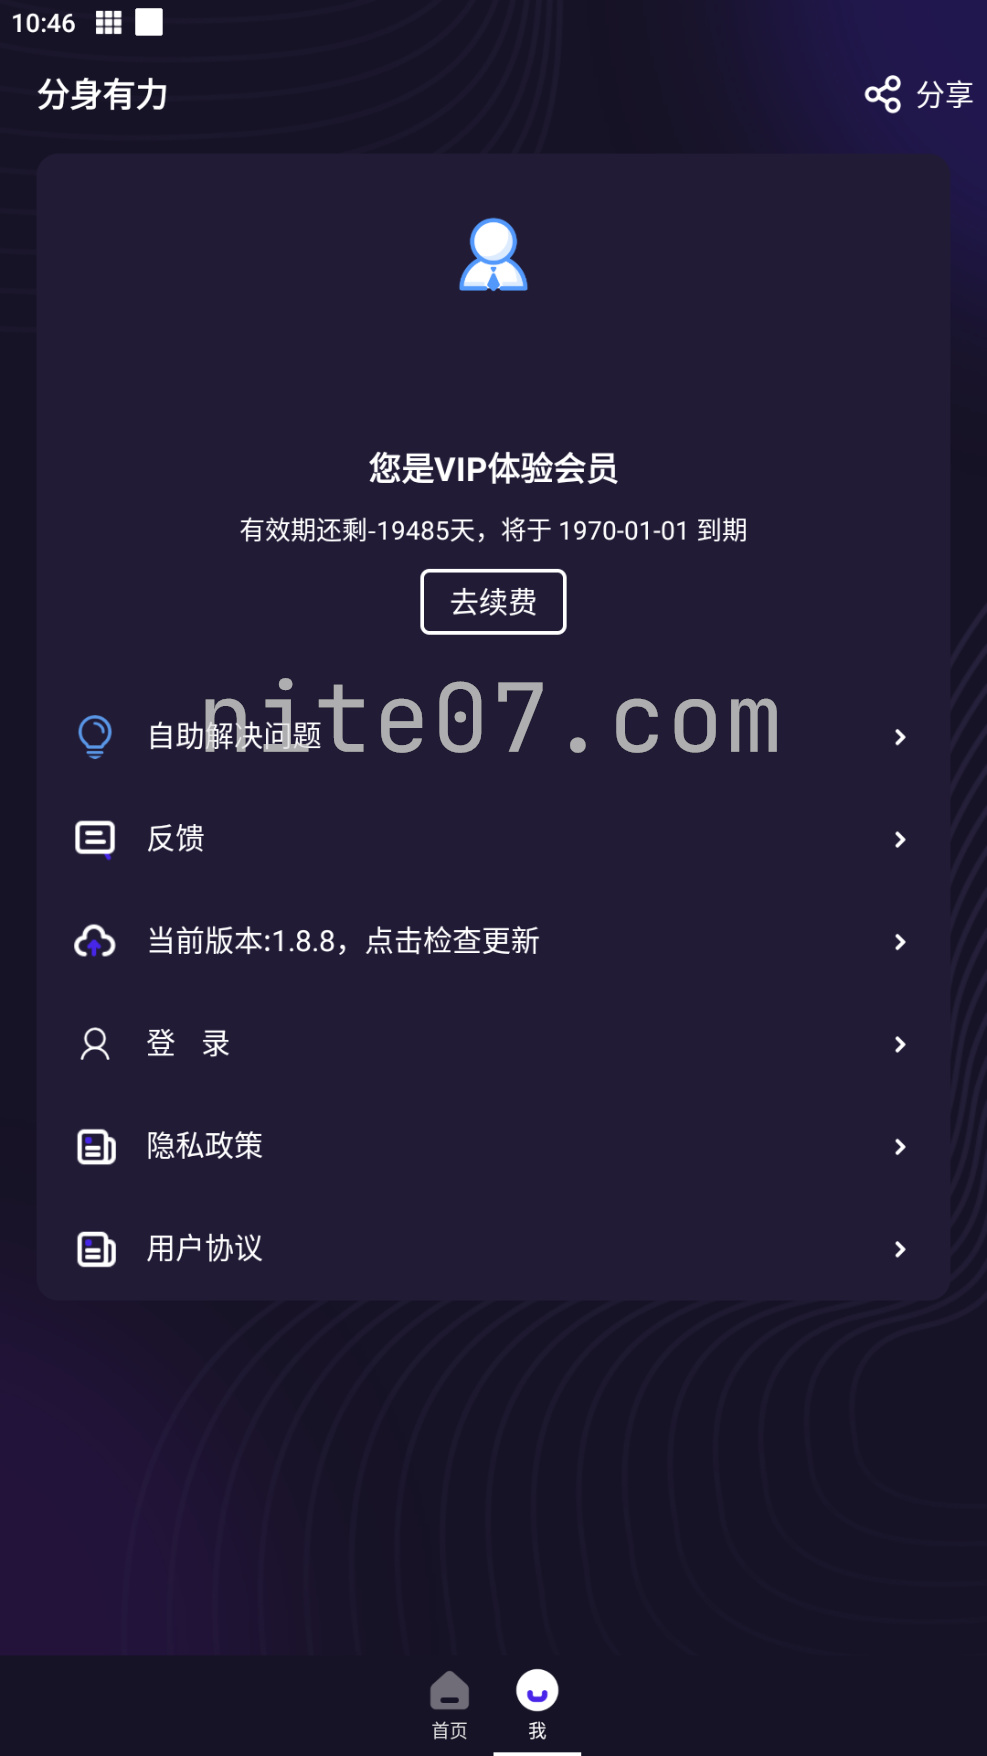 10:46
分身有力
分享
您是VIP体验会员
有效期还剩-19485天，将于 1970-01-01 到期
去续费
nite07.com
自助解决问题
反馈
当前版本:1.8.8，点击检查更新
登 录
隐私政策
用户协议
首页
我